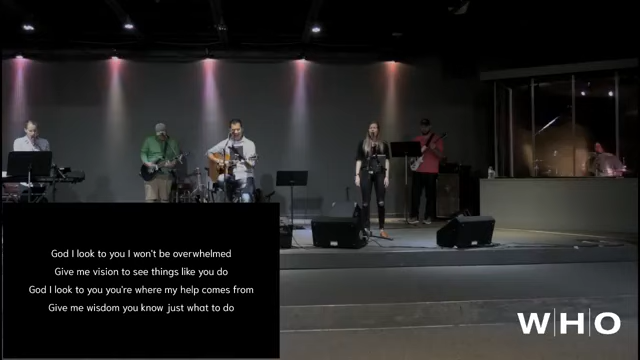 God I look to you I won't be overwhelmed
Give me vision to see things like you do
God I look to you you're where my help comes from
Give me wisdom you know just what to do
W|H|O